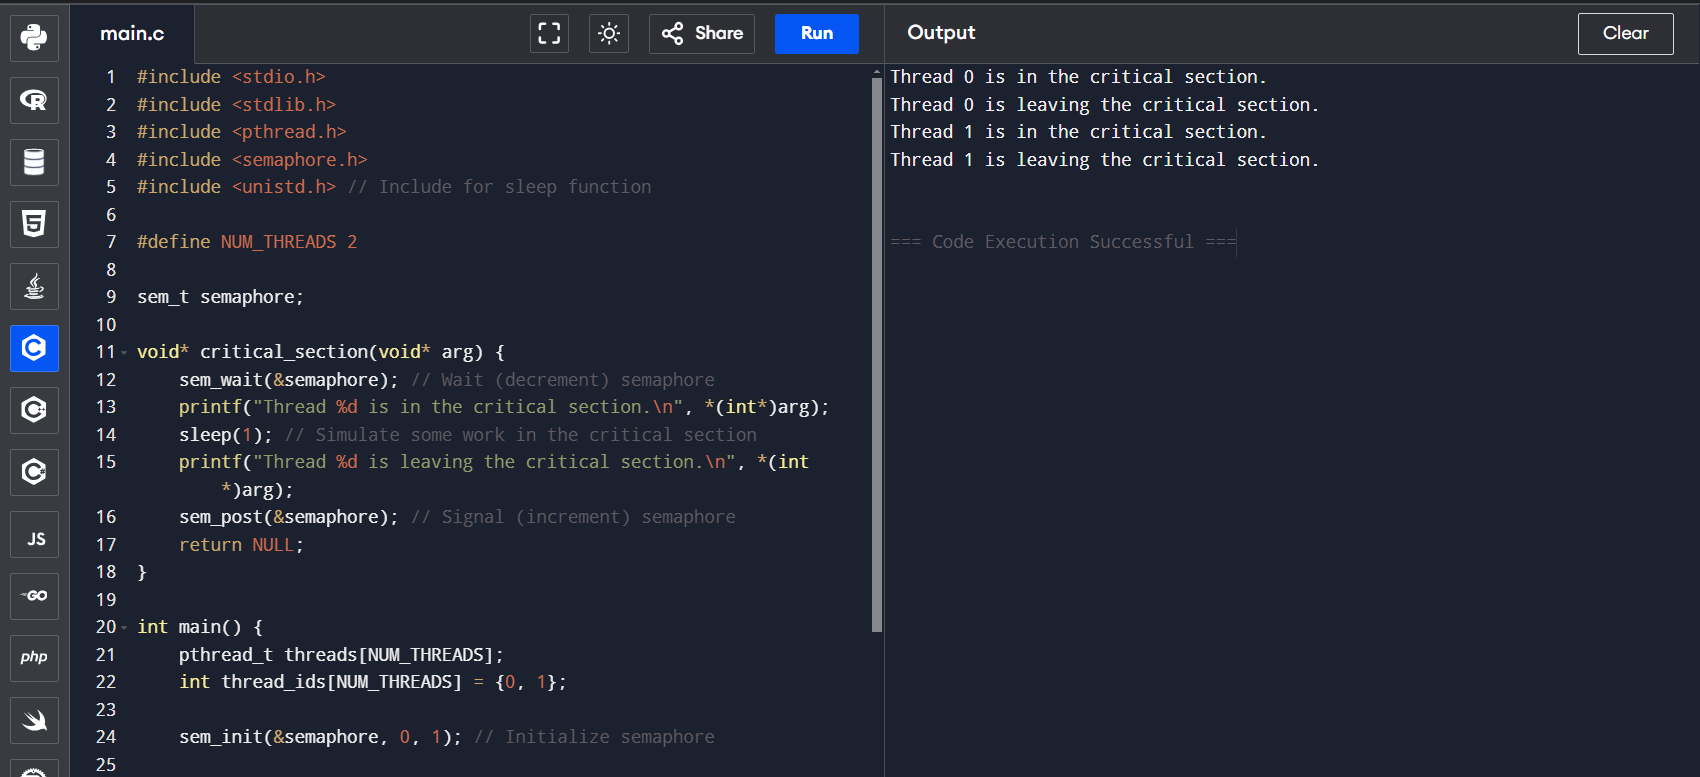 main.c
Share
Run
Output
Clear
1 #include <stdio.h>
2 #include <stdlib.h>
3 #include <pthread.h>
4 #include <semaphore.h>
5 #include <unistd.h> // Include for sleep function
6
7 #define NUM_THREADS 2
8
9 sem_t semaphore;
10
11 void* critical_section(void* arg) {
12     sem_wait(&semaphore); // Wait (decrement) semaphore
13     printf("Thread %d is in the critical section.\n", *(int*)arg);
14     sleep(1); // Simulate some work in the critical section
15     printf("Thread %d is leaving the critical section.\n", *(int
        *)arg);
16     sem_post(&semaphore); // Signal (increment) semaphore
17     return NULL;
18 }
19
20 int main() {
21     pthread_t threads[NUM_THREADS];
22     int thread_ids[NUM_THREADS] = {0, 1};
23
24     sem_init(&semaphore, 0, 1); // Initialize semaphore
25
Thread 0 is in the critical section.
Thread 0 is leaving the critical section.
Thread 1 is in the critical section.
Thread 1 is leaving the critical section.
=== Code Execution Successful ===
R
5
C
C
C
JS
GO
php